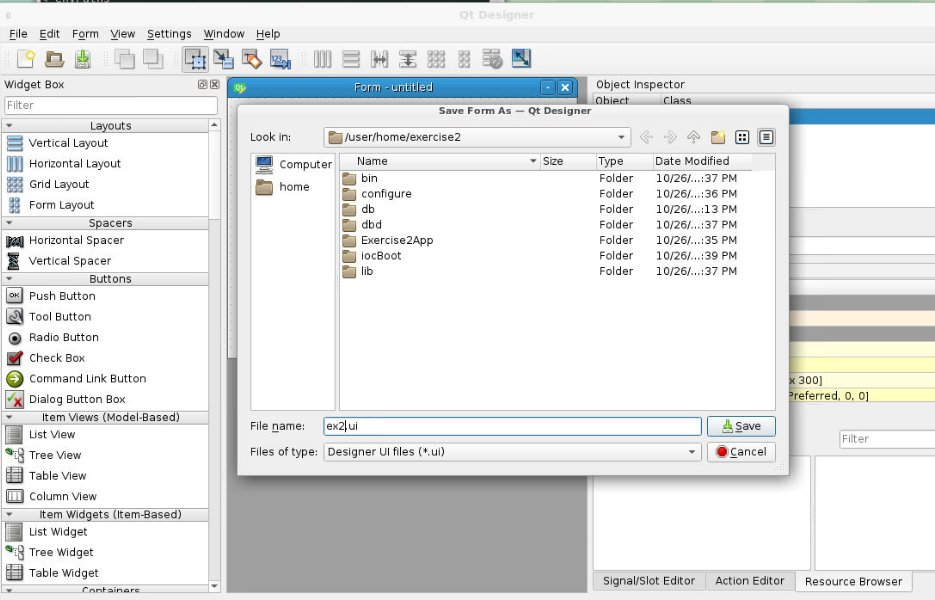 Qt Designer
File Edit Form View Settings Window Help
Widget Box
Filter
Layouts
Vertical Layout
Horizontal Layout
Grid Layout
Form Layout
Spacers
Horizontal Spacer
Vertical Spacer
Buttons
Push Button
Tool Button
Radio Button
Check Box
Command Link Button
Dialog Button Box
Item Views (Model-Based)
List View
Tree View
Table View
Column View
Item Widgets (Item-Based)
List Widget
Tree Widget
Table Widget
Containers
Form - untitled
Save Form As — Qt Designer
Look in: /user/home/exercise2
Computer
home
Name Size Type Date Modified
bin Folder 10/26/...:37 PM
configure Folder 10/26/...:36 PM
db Folder 10/26/...:13 PM
dbd Folder 10/26/...:37 PM
Exercise2App Folder 10/26/...:35 PM
iocBoot Folder 10/26/...:39 PM
lib Folder 10/26/...:37 PM
File name: ex2.ui Save
Files of type: Designer UI files (*.ui) Cancel
Object Inspector
Object Class
x 300]
Preferred, 0, 0]
Filter
Signal/Slot Editor Action Editor Resource Browser